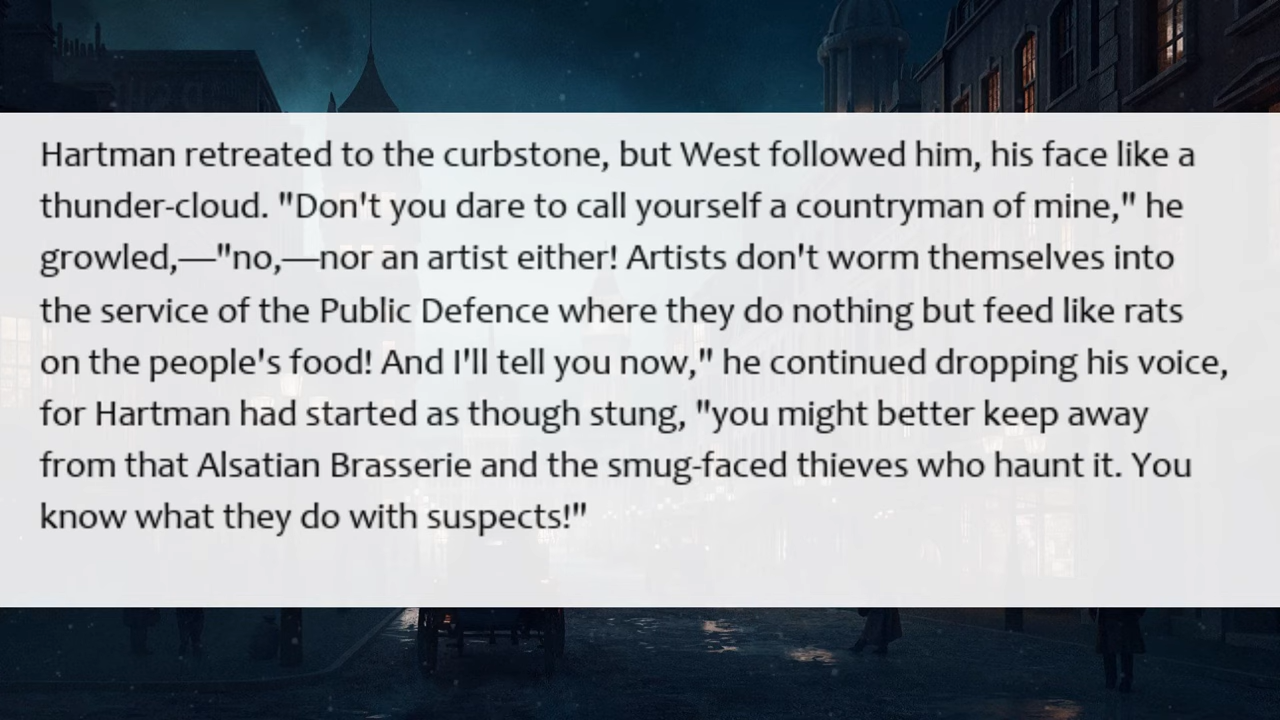 Hartman retreated to the curbstone, but West followed him, his face like a
thunder-cloud. "Don't you dare to call yourself a countryman of mine," he
growled,—"no,—nor an artist either! Artists don't worm themselves into
the service of the Public Defence where they do nothing but feed like rats
on the people's food! And I'll tell you now," he continued dropping his voice,
for Hartman had started as though stung, "you might better keep away
from that Alsatian Brasserie and the smug-faced thieves who haunt it. You
know what they do with suspects!"